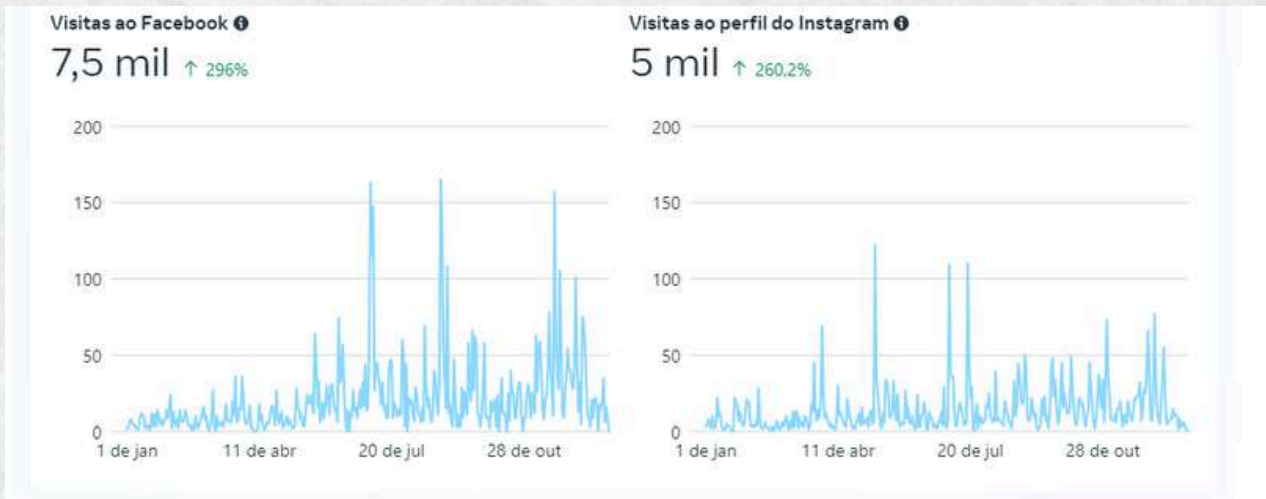 Visitas ao Facebook
7,5 mil ↑ 296%
200
150
100
50
0
1 de jan 11 de abr 20 de jul 28 de out
Visitas ao perfil do Instagram
5 mil ↑ 260,2%
200
150
100
50
0
1 de jan 11 de abr 20 de jul 28 de out